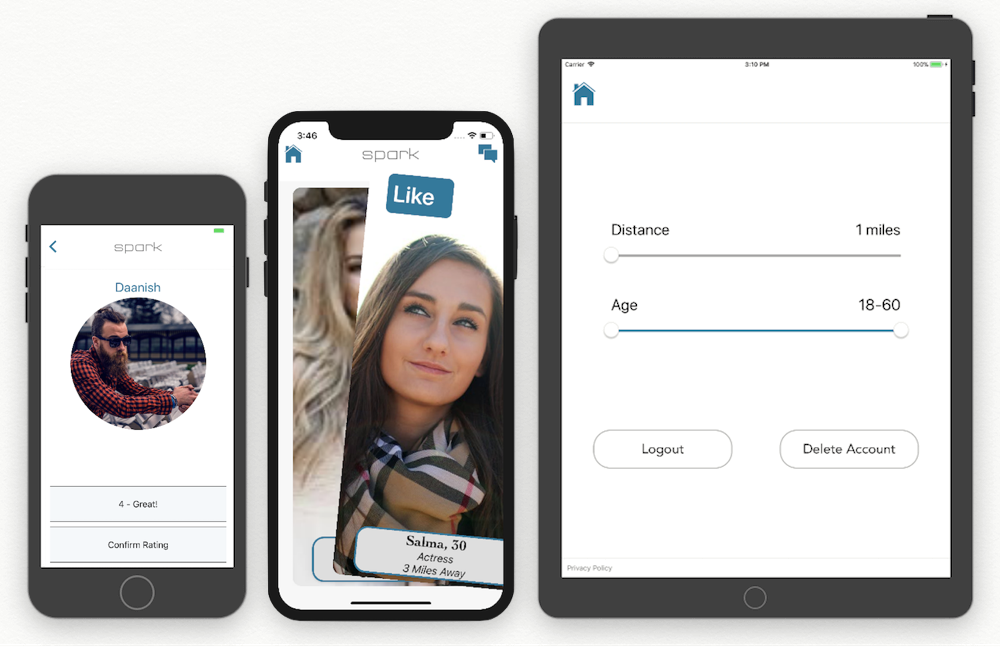 spark
Daanish
4 - Great!
Confirm Rating
3:46
spark
Like
Salma, 30
Actress
3 Miles Away
Carrier
3:10 PM
100%
Distance
1 miles
Age
18-60
Logout
Delete Account
Privacy Policy